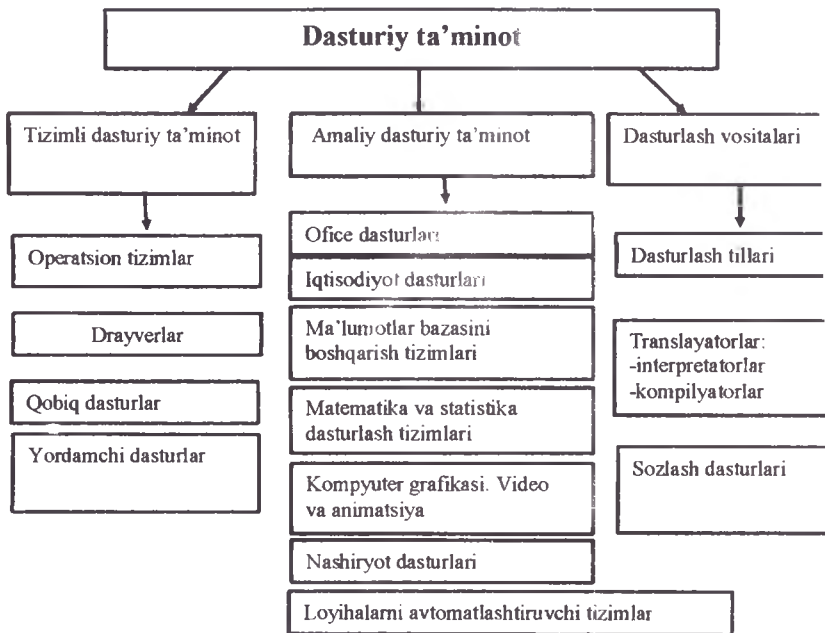 Dasturiy ta’minot
Tizimli dasturiy ta’minot
Operatsion tizimlar
Drayverlar
Qobiq dasturlar
Yordamchi dasturlar
Amaliy dasturiy ta’minot
Ofice dasturlari
Iqtisodiyot dasturlari
Ma’lumotlar bazasini
boshqarish tizimlari
Matematika va statistika
dasturlash tizimlari
Kompyuter grafikasi. Video
va animatsiya
Nashiryot dasturlari
Loyihalarni avtomatlashtiruvchi tizimlar
Dasturlash vositalari
Dasturlash tillari
Translayatorlar:
-interpretatorlar
-kompilyatorlar
Sozlash dasturlari